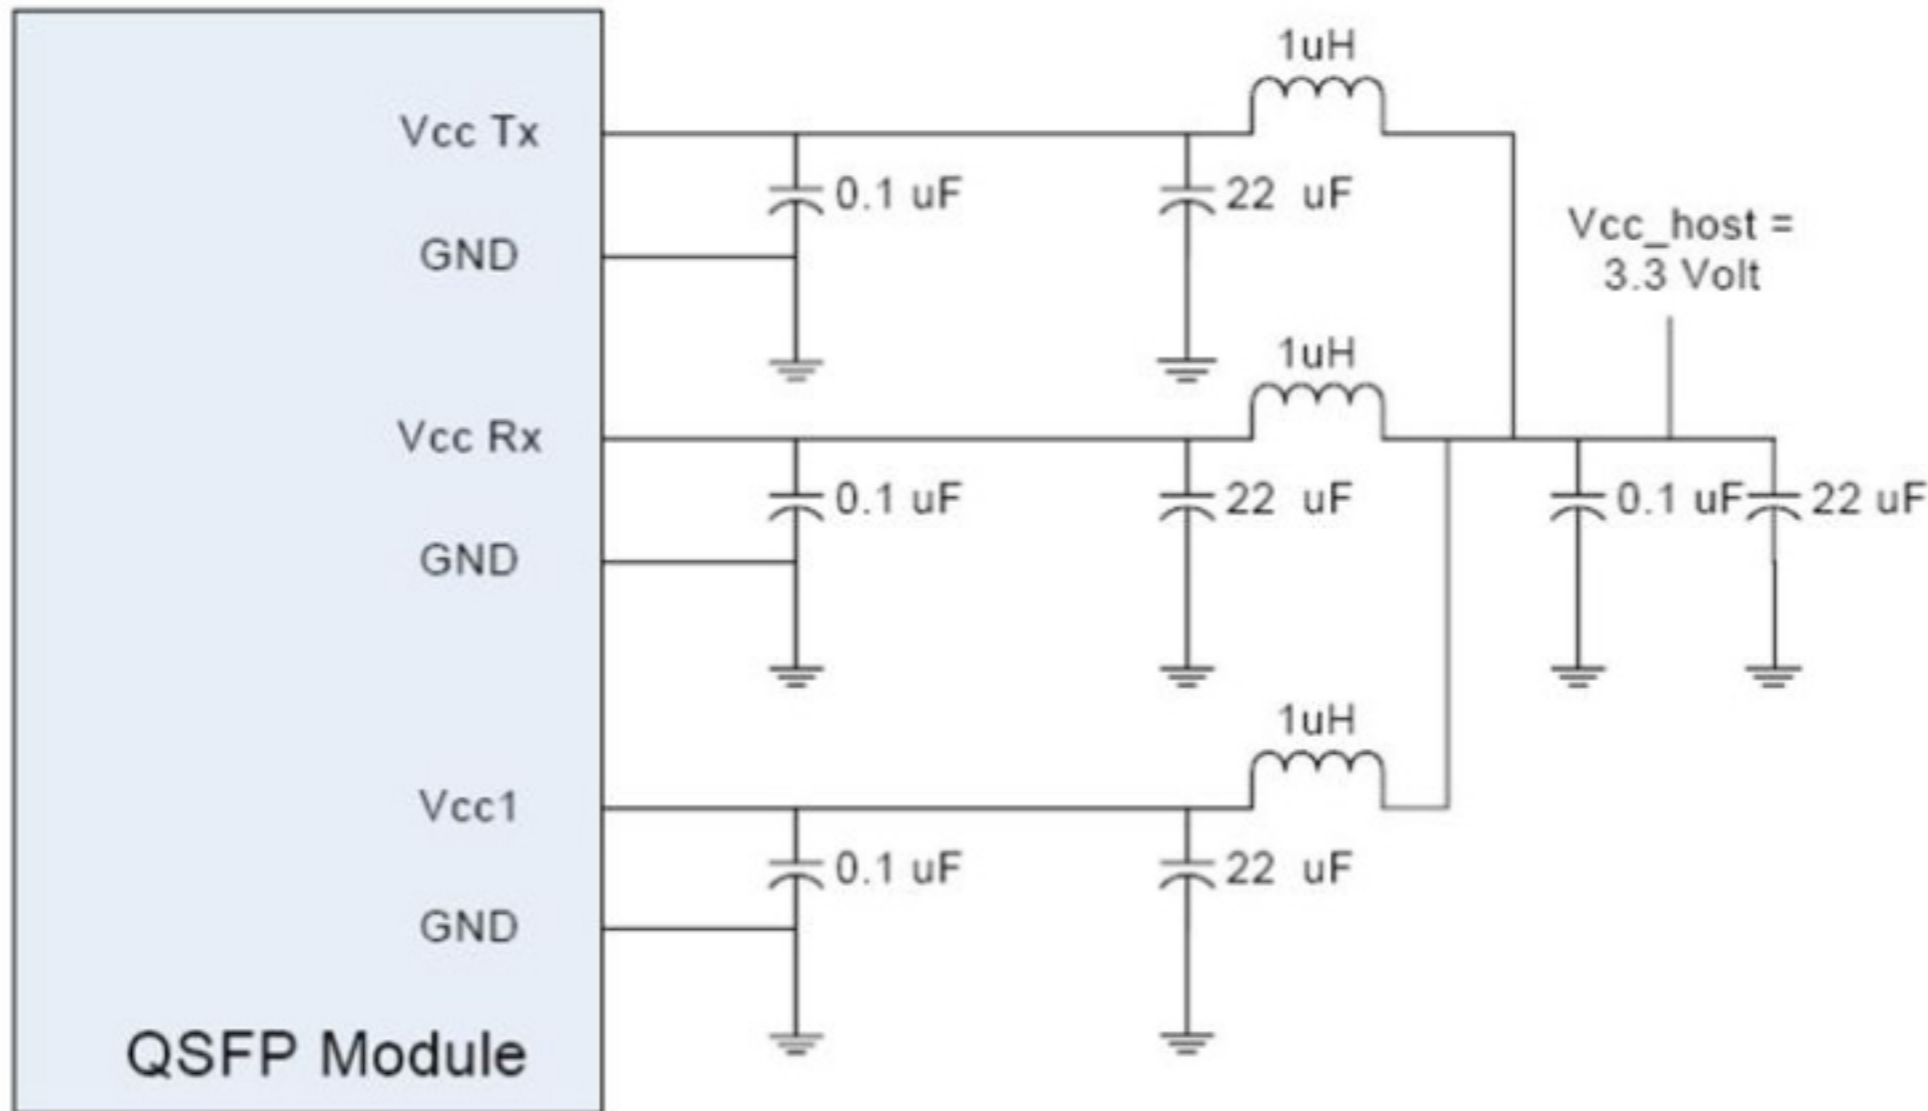 1uH
Vcc Tx
0.1 uF
22 uF
Vcc_host =
3.3 Volt
GND
1uH
Vcc Rx
0.1 uF
22 uF
0.1 uF
22 uF
GND
1uH
Vcc1
0.1 uF
22 uF
GND
QSFP Module